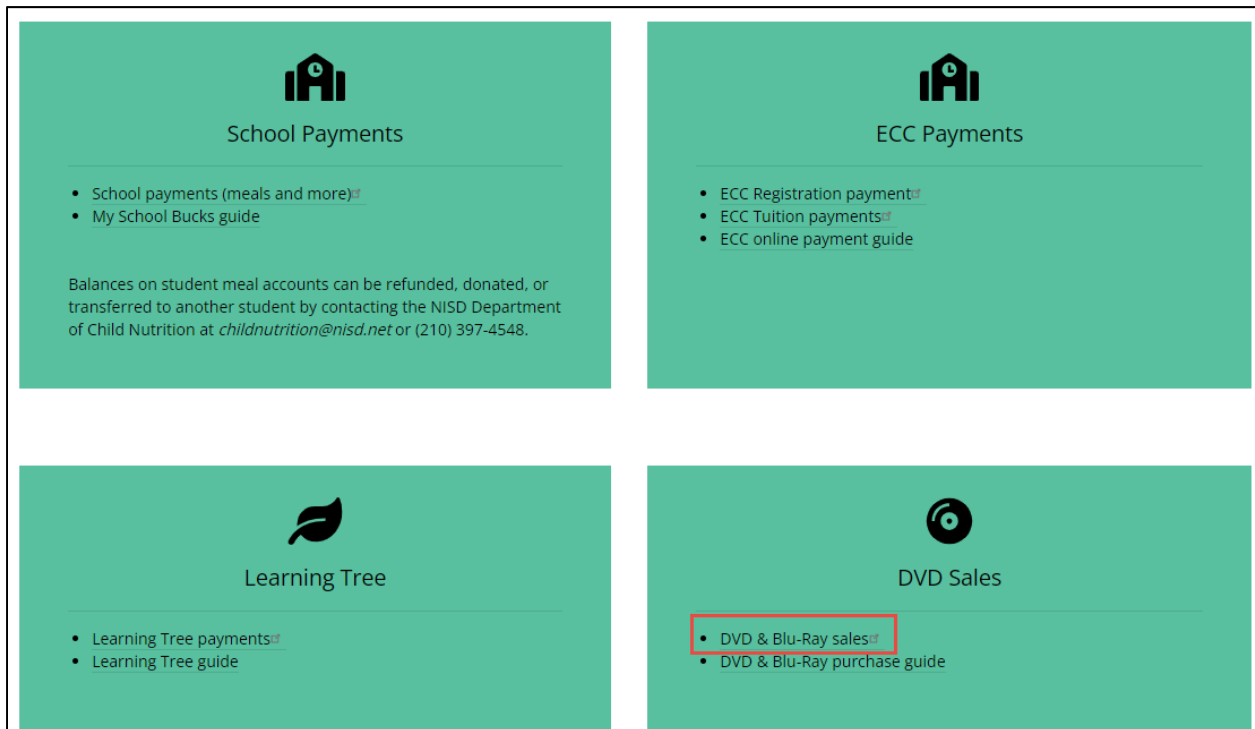 School Payments
School payments (meals and more)
My School Bucks guide
Balances on student meal accounts can be refunded, donated, or
transferred to another student by contacting the NISD Department
of Child Nutrition at childnutrition@nisd.net or (210) 397-4548.
ECC Payments
ECC Registration payment
ECC Tuition payments
ECC online payment guide
Learning Tree
Learning Tree payments
Learning Tree guide
DVD Sales
DVD & Blu-Ray sales
DVD & Blu-Ray purchase guide